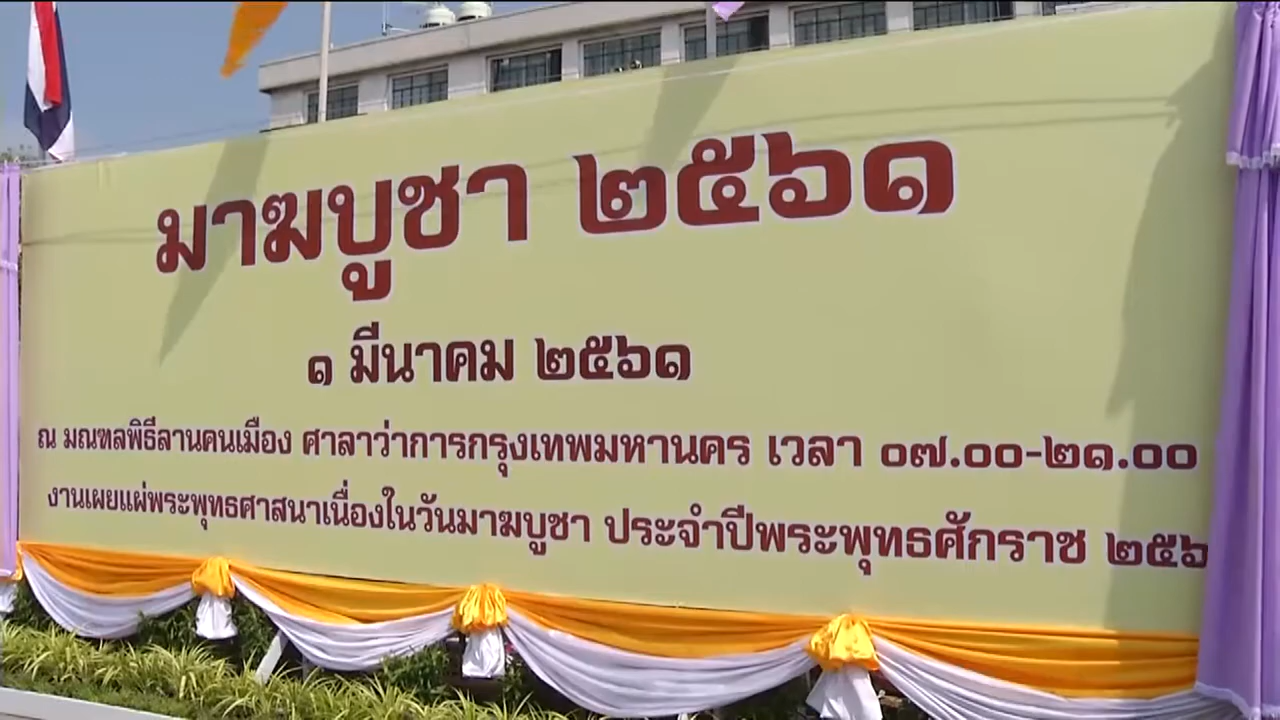 มาฆบูชา ๒๕๖๑
๑ มีนาคม ๒๕๖๑
ณ มณฑลพิธีลานคนเมือง ศาลาว่าการกรุงเทพมหานคร เวลา ๐๗.๐๐-๒๑.๐๐
งานเผยแผ่พระพุทธศาสนาเนื่องในวันมาฆบูชา ประจำปีพระพุทธศักราช ๒๕๖